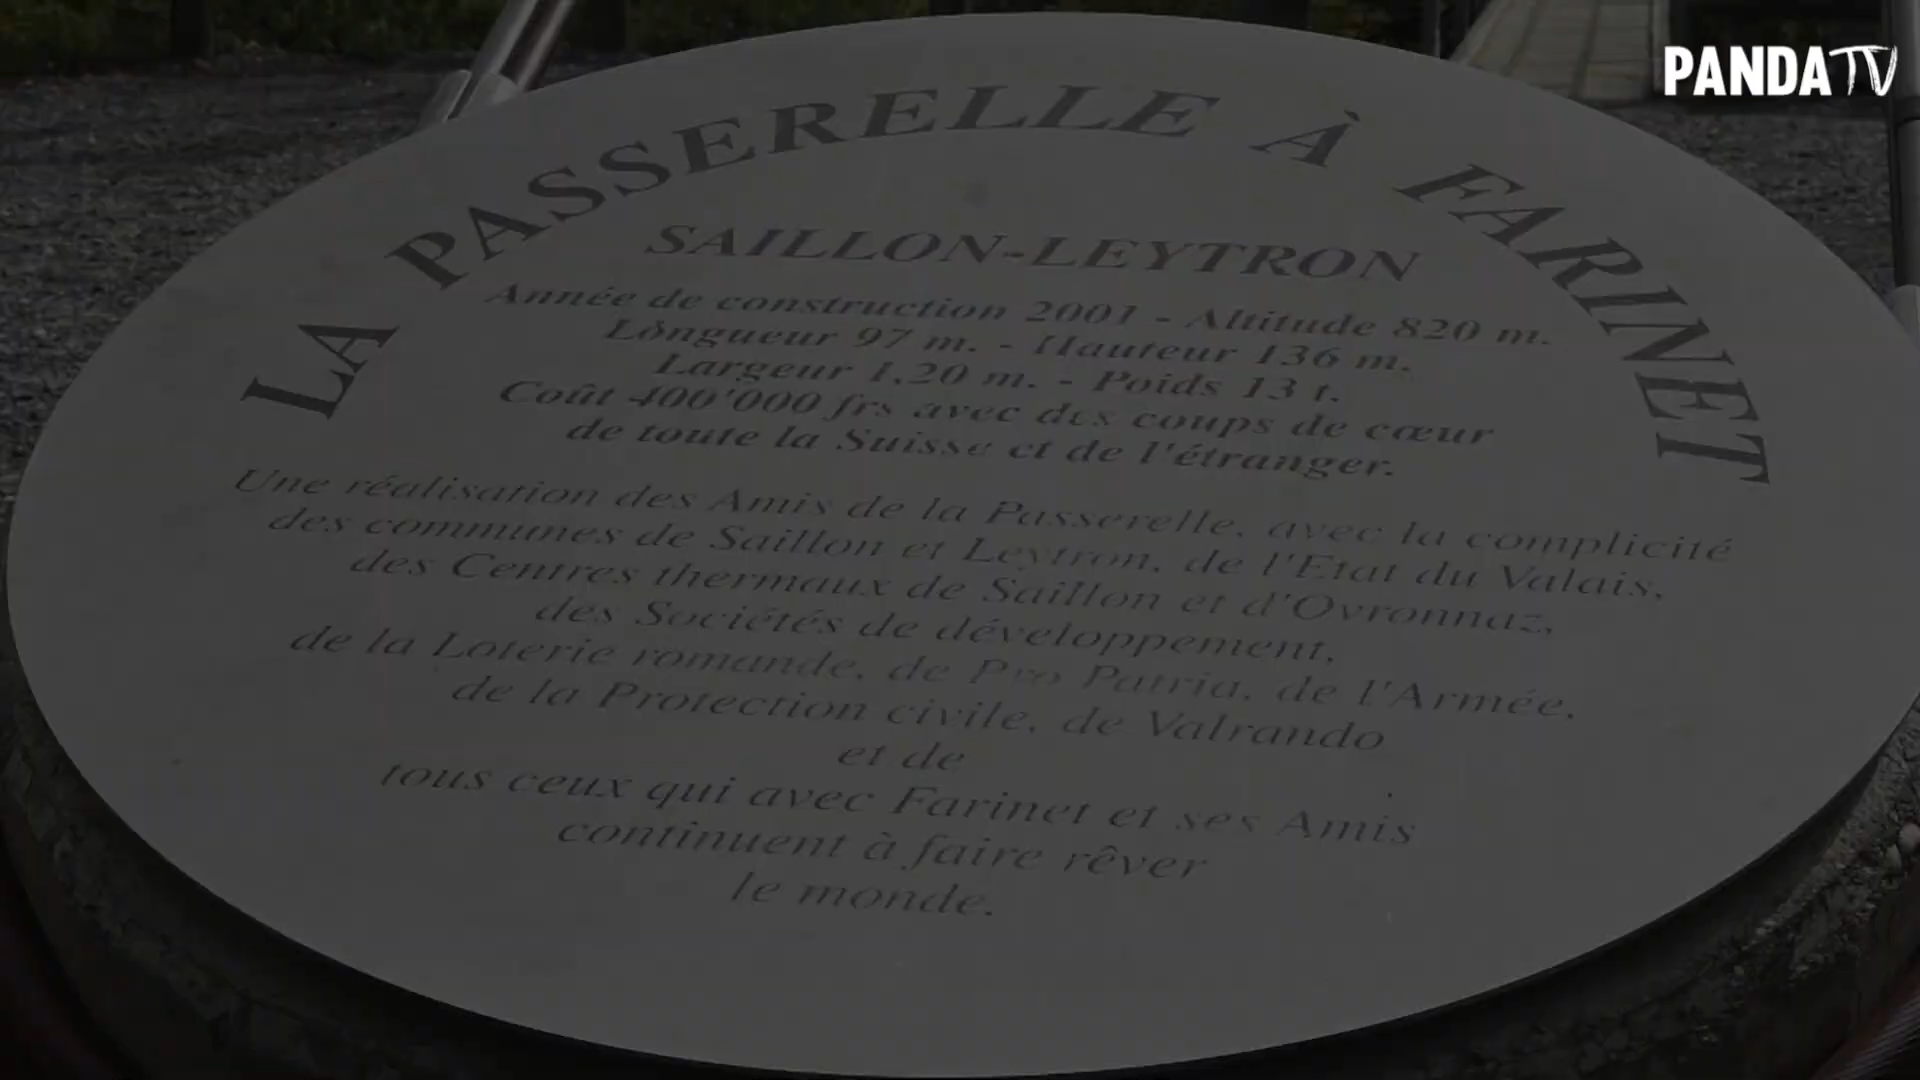 PANDA TV
LA PASSERELLE À FARINET
SAILLON-LEYTRON
Année de construction 2001 - Altitude 820 m.
Longueur 97 m. - Hauteur 136 m.
Largeur 1,20 m. - Poids 13 t.
Coût 400'000 frs avec des coups de cœur
de toute la Suisse et de l'étranger.
Une réalisation des Amis de la Passerelle, avec la complicité
des communes de Saillon et Leytron, de l'Etat du Valais,
des Centres thermaux de Saillon et d'Ovronnaz,
des Sociétés de développement,
de la Loterie romande, de Pro Patria, de l'Armée,
de la Protection civile, de Valrando
et de
tous ceux qui avec Farinet et ses Amis
continuent à faire rêver
le monde.